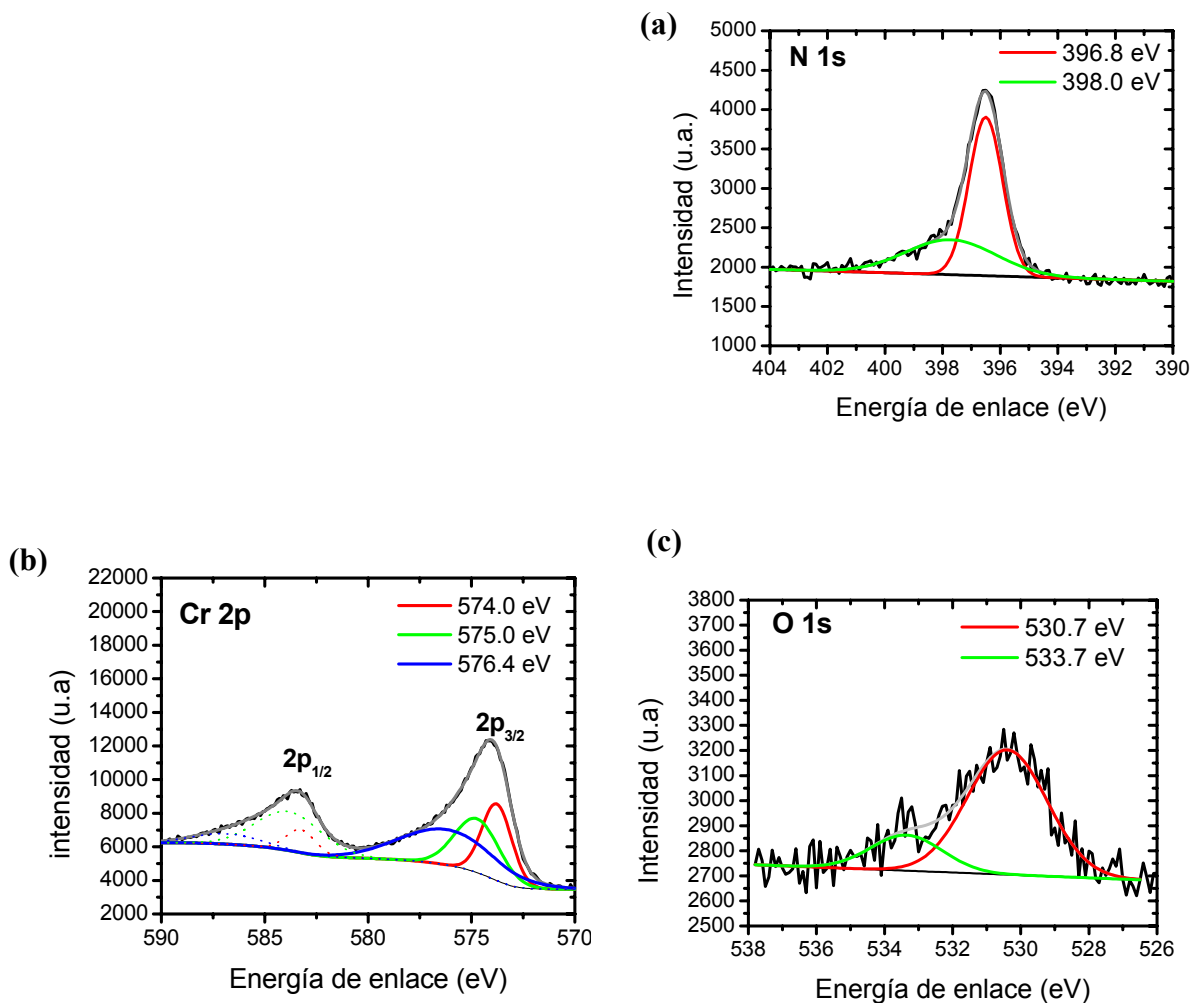 (a)
N 1s
396.8 eV
398.0 eV
5000
4500
4000
3500
3000
2500
2000
1500
1000
Intensidad (u.a.)
404 402 400 398 396 394 392 390
Energía de enlace (eV)
(b)
Cr 2p
574.0 eV
575.0 eV
576.4 eV
2p1/2
2p3/2
22000
20000
18000
16000
14000
12000
10000
8000
6000
4000
2000
intensidad (u.a)
590 585 580 575 570
Energía de enlace (eV)
(c)
O 1s
530.7 eV
533.7 eV
3800
3700
3600
3500
3400
3300
3200
3100
3000
2900
2800
2700
2600
2500
Intensidad (u.a)
538 536 534 532 530 528 526
Energía de enlace (eV)